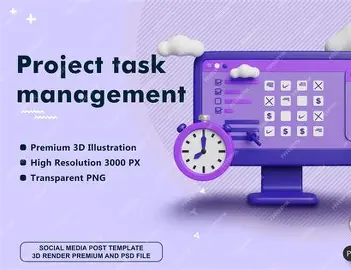 Project task
management
Premium 3D Illustration
High Resolution 3000 PX
Transparent PNG
SOCIAL MEDIA POST TEMPLATE
3D RENDER PREMIUM AND PSD FILE